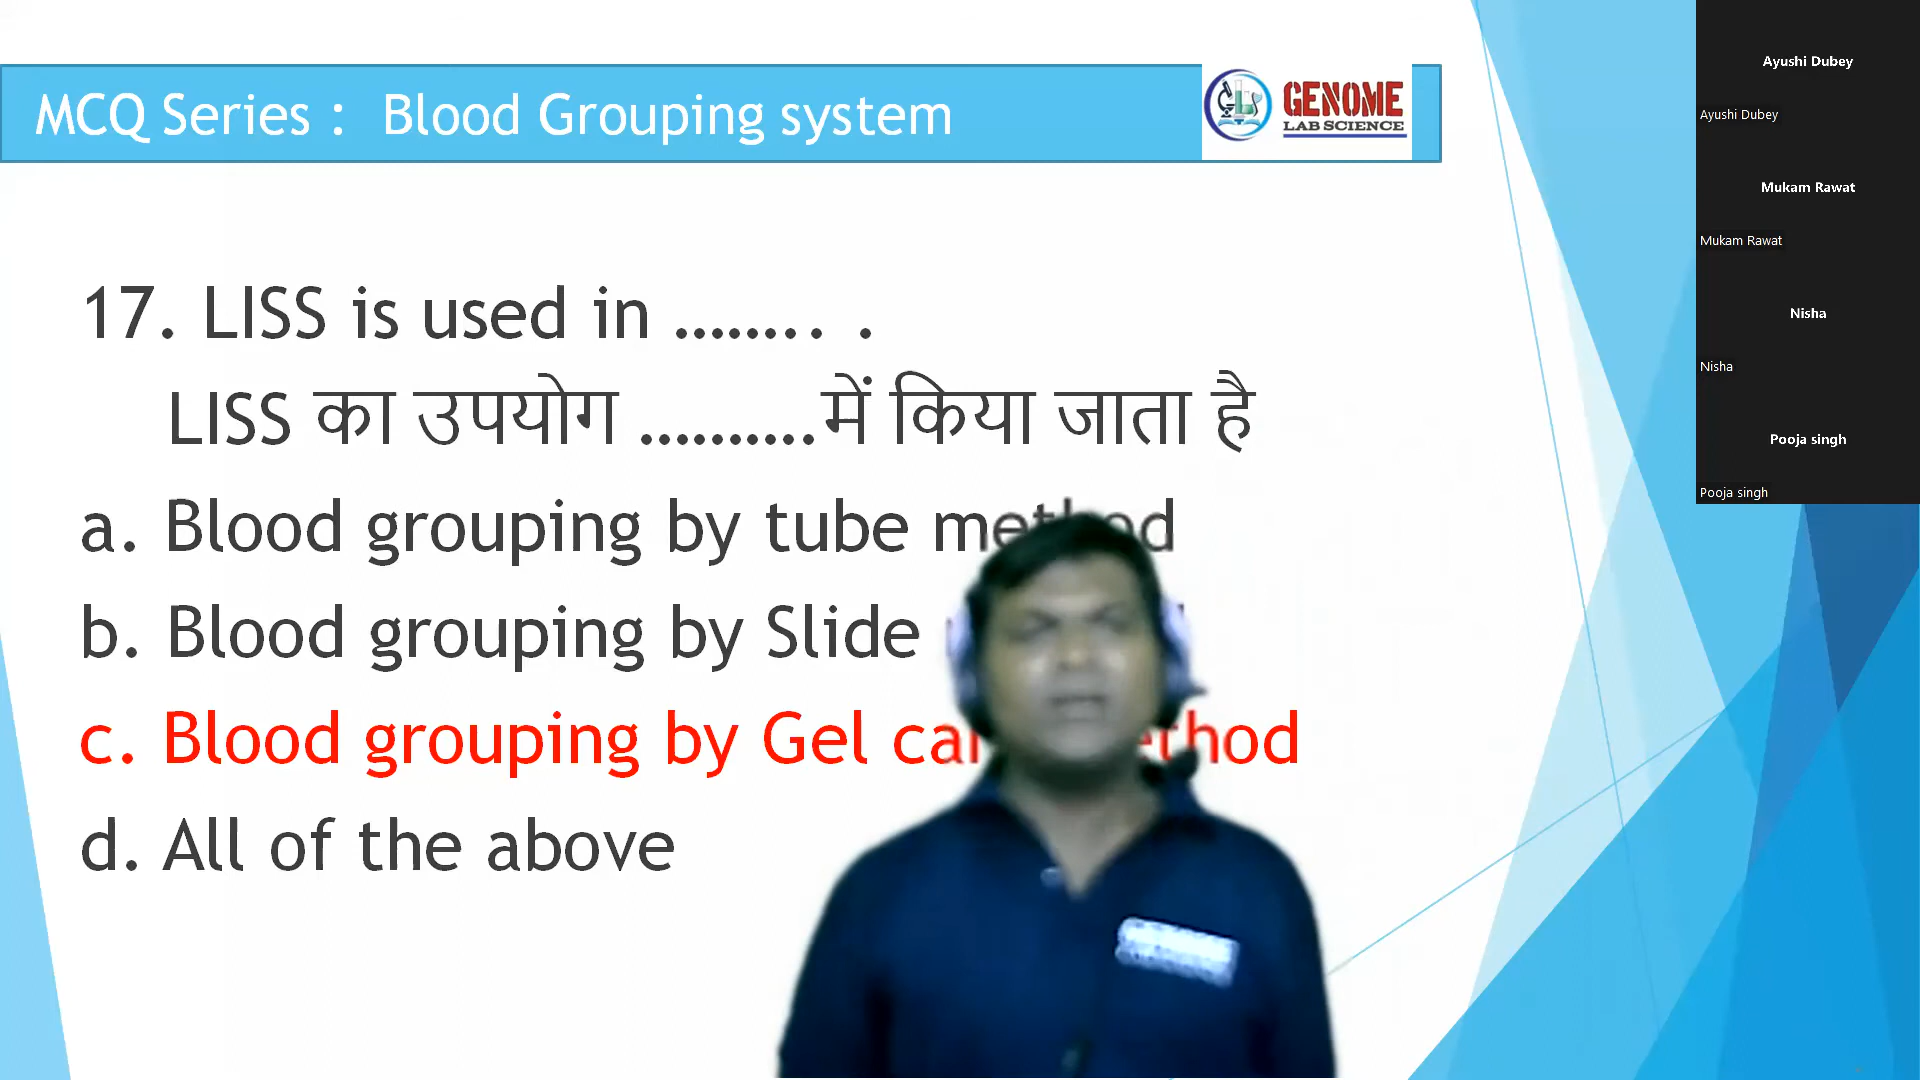 MCQ Series : Blood Grouping system
GENOME
LAB SCIENCE
17. LISS is used in …….. .
LISS का उपयोग ……….में किया जाता है
a. Blood grouping by tube method
b. Blood grouping by Slide
c. Blood grouping by Gel card method
d. All of the above
Ayushi Dubey
Ayushi Dubey
Mukam Rawat
Mukam Rawat
Nisha
Nisha
Pooja singh
Pooja singh